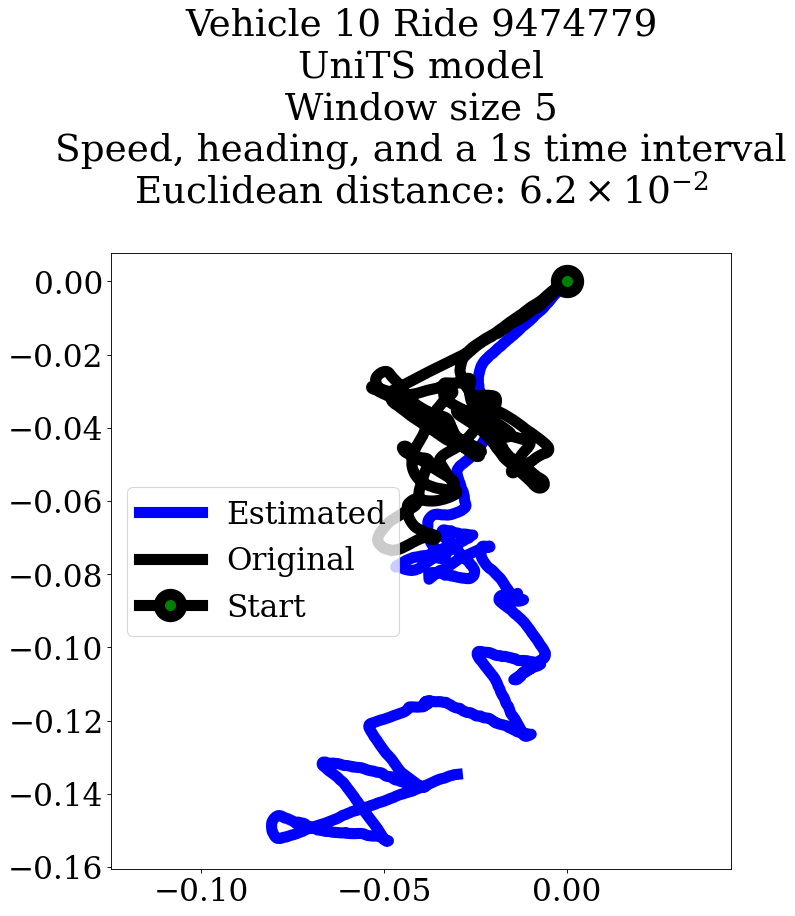 Vehicle 10 Ride 9474779
UniTS model
Window size 5
Speed, heading, and a 1s time interval
Euclidean distance: 6.2 × 10⁻²
0.00
−0.02
−0.04
−0.06
−0.08
−0.10
−0.12
−0.14
−0.16
Estimated
Original
Start
−0.10
−0.05
0.00